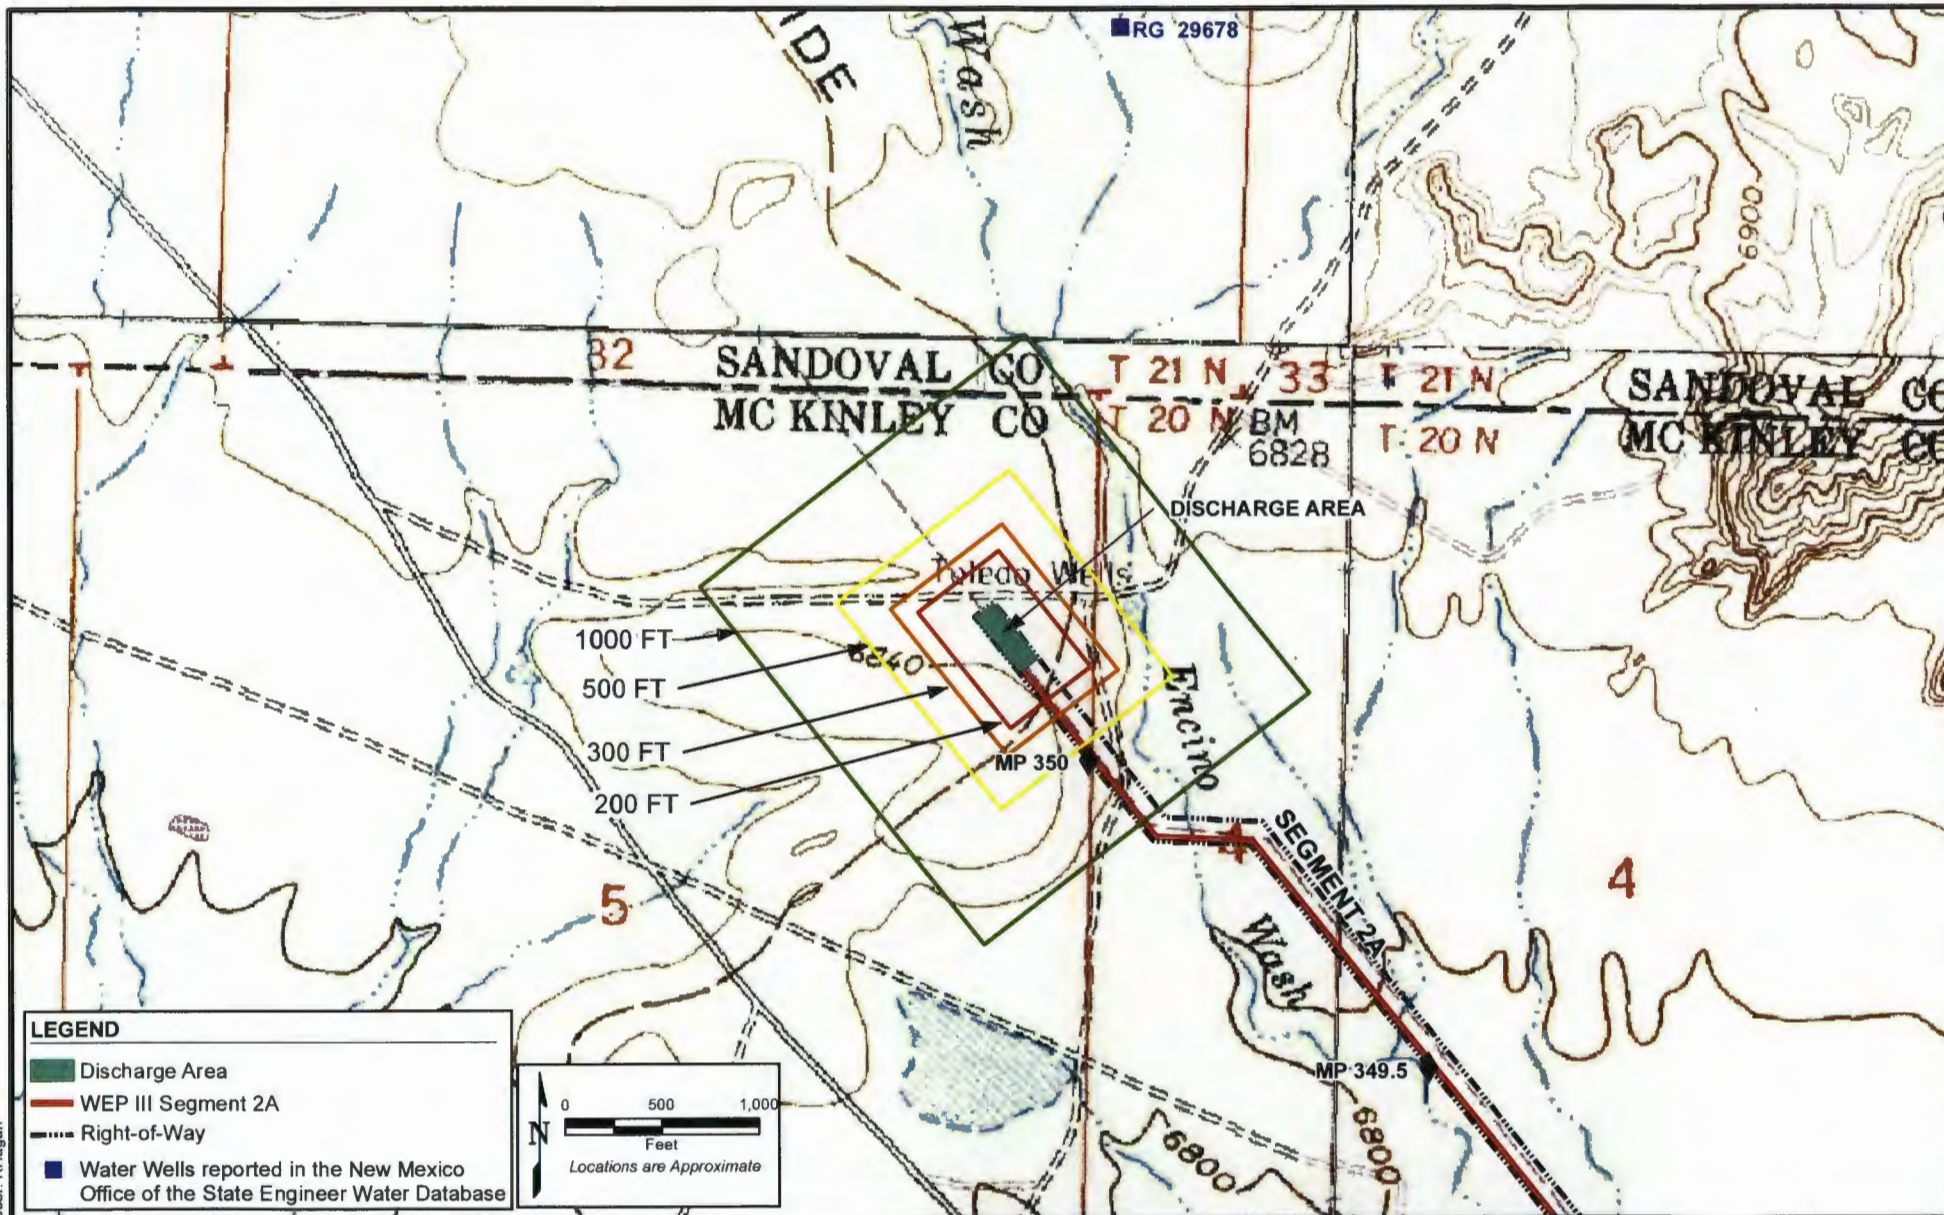 RG 29678
IDE
Wash
6900
32
SANDOVAL CO
T 21 N
33
T 21 N
SANDOVAL
MC KINLEY CO
T 20 N
BM
6828
T 20 N
MC KINLEY
DISCHARGE AREA
Toledo Wells
1000 FT
6840
500 FT
300 FT
200 FT
MP 350
Encino
Wash
SEGMENT 2A
4
4
5
MP 349.5
6800
6800
LEGEND
Discharge Area
WEP III Segment 2A
Right-of-Way
Water Wells reported in the New Mexico
Office of the State Engineer Water Database
N
0 500 1,000
Feet
Locations are Approximate